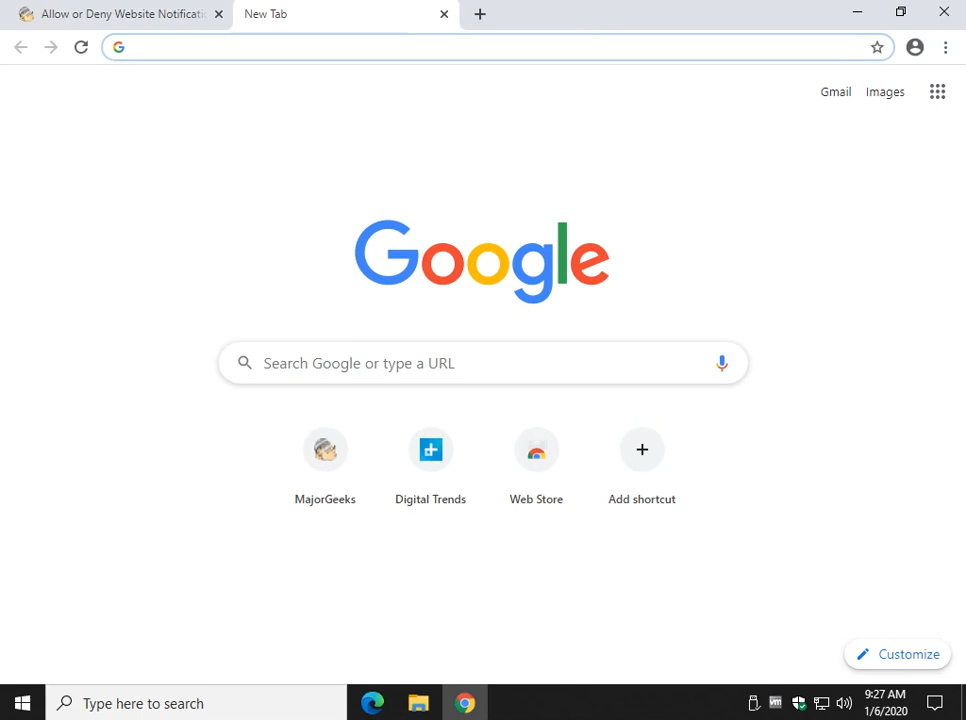 Allow or Deny Website Notificati
New Tab
Gmail Images
Google
Search Google or type a URL
MajorGeeks Digital Trends Web Store Add shortcut
Customize
Type here to search
vm
9:27 AM
1/6/2020